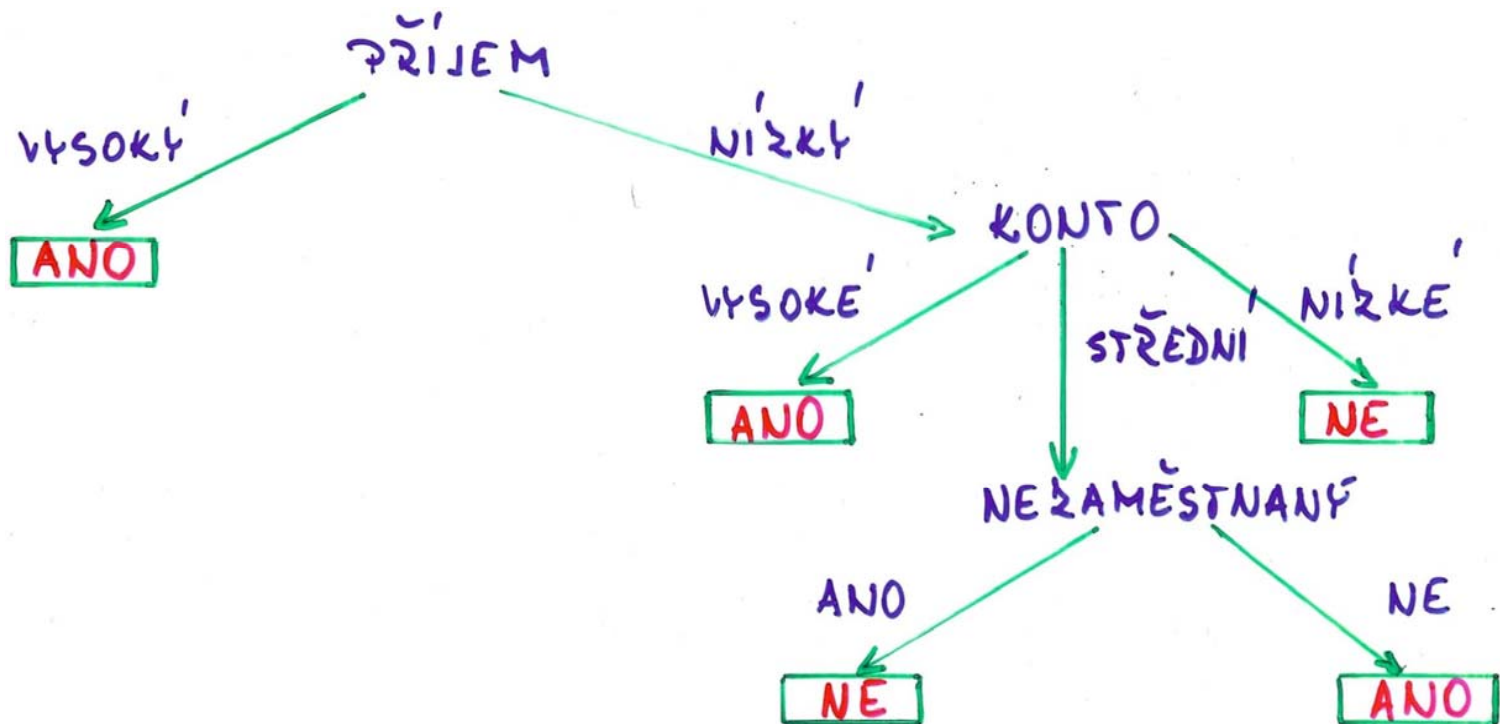 PŘÍJEM
VYSOKÝ
NÍZKÝ
ANO
KONTO
VYSOKÉ
STŘEDNÍ
NÍZKÉ
ANO
NE
NEZAMĚSTNANÝ
ANO
NE
NE
ANO